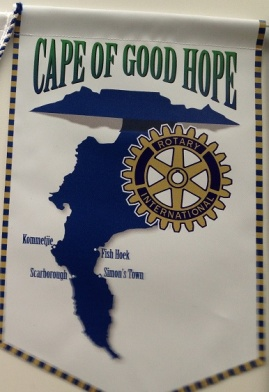 CAPE OF GOOD HOPE
ROTARY
INTERNATIONAL
Kommetjie
Fish Hoek
Scarborough
Simon's Town